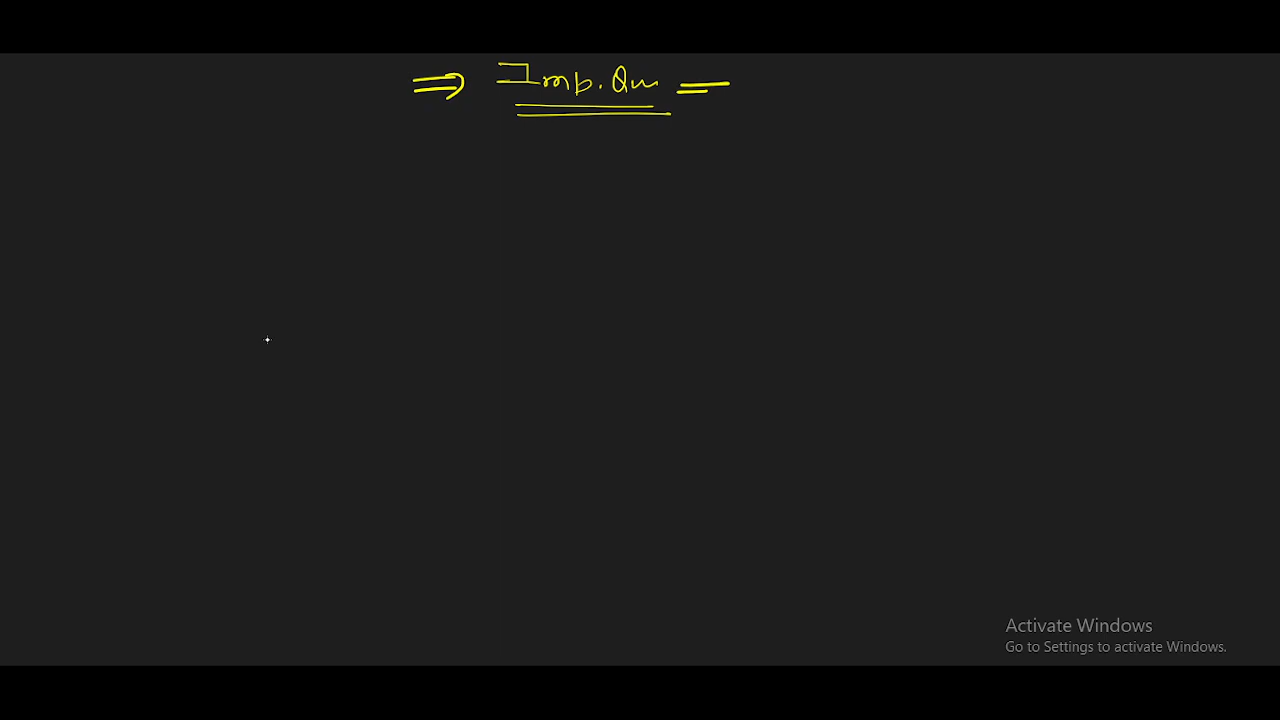 ⇒ Imp. Qu =
Activate Windows
Go to Settings to activate Windows.